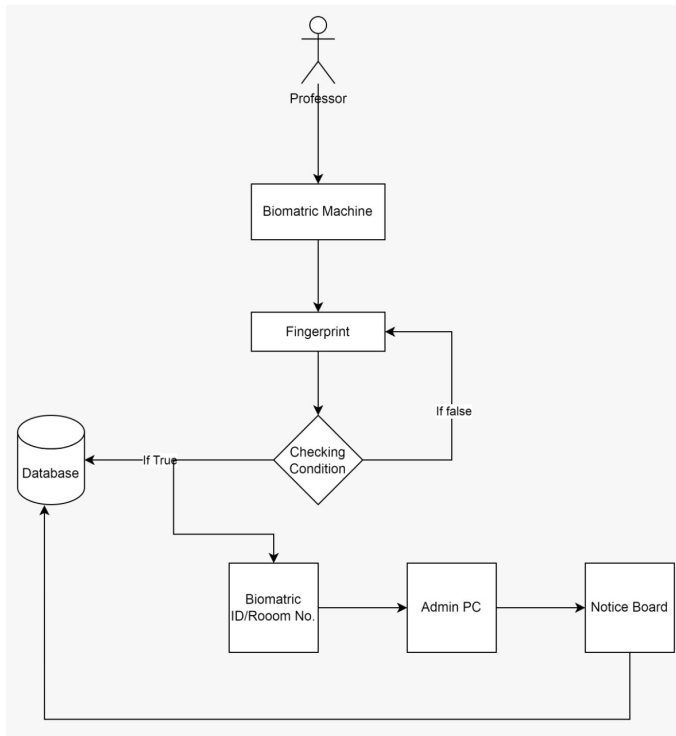 Professor
Biomatric Machine
Fingerprint
If false
Checking
Condition
If True
Database
Biomatric
ID/Rooom No.
Admin PC
Notice Board